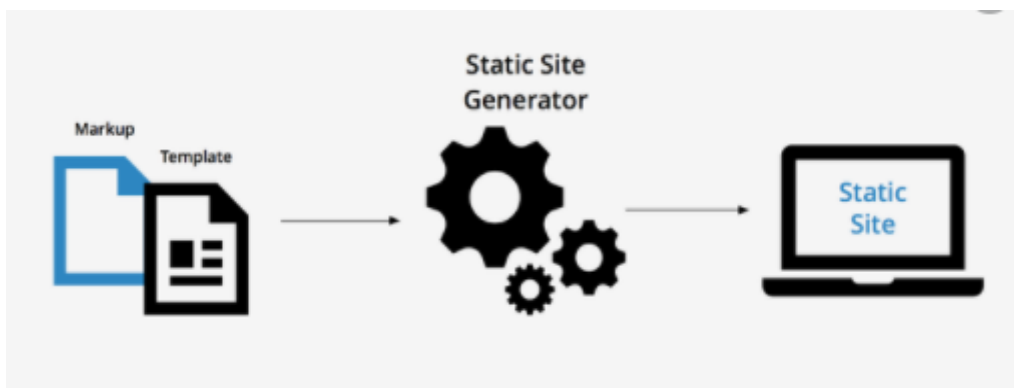 Markup
Template
Static Site
Generator
Static
Site